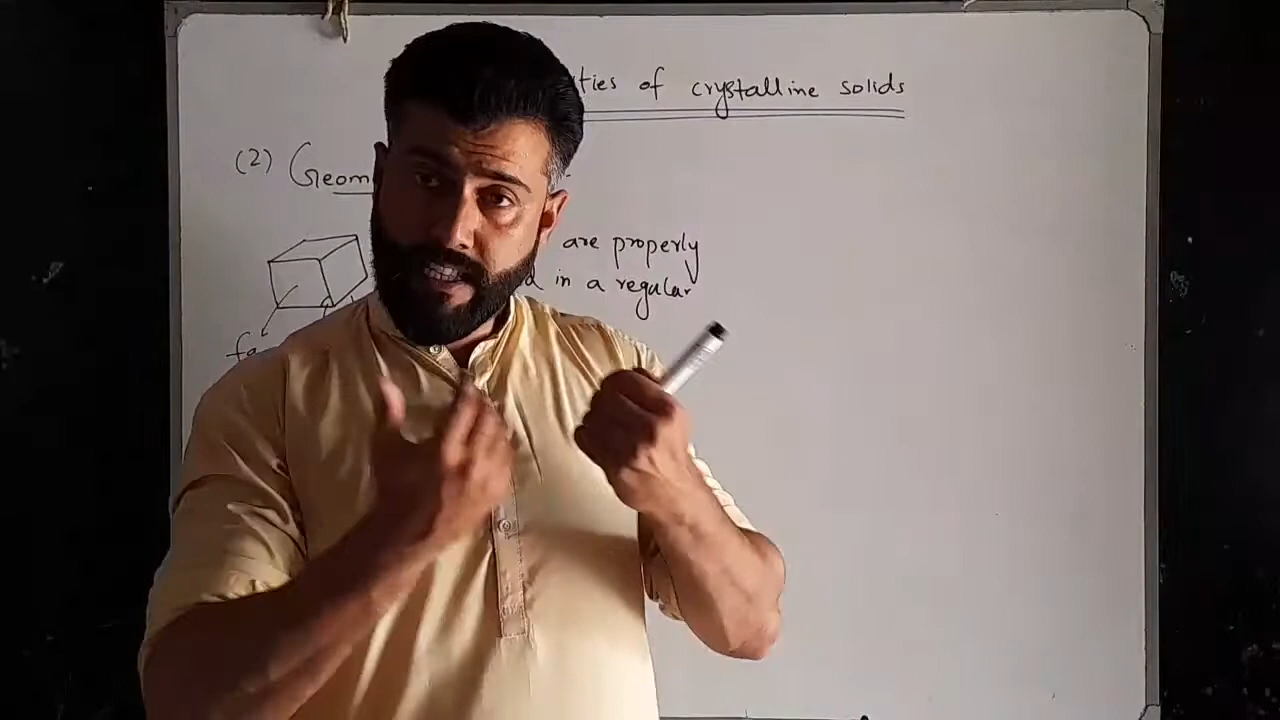 ties of crystalline solids
(2) Geom
are properly
d in a regular
fa